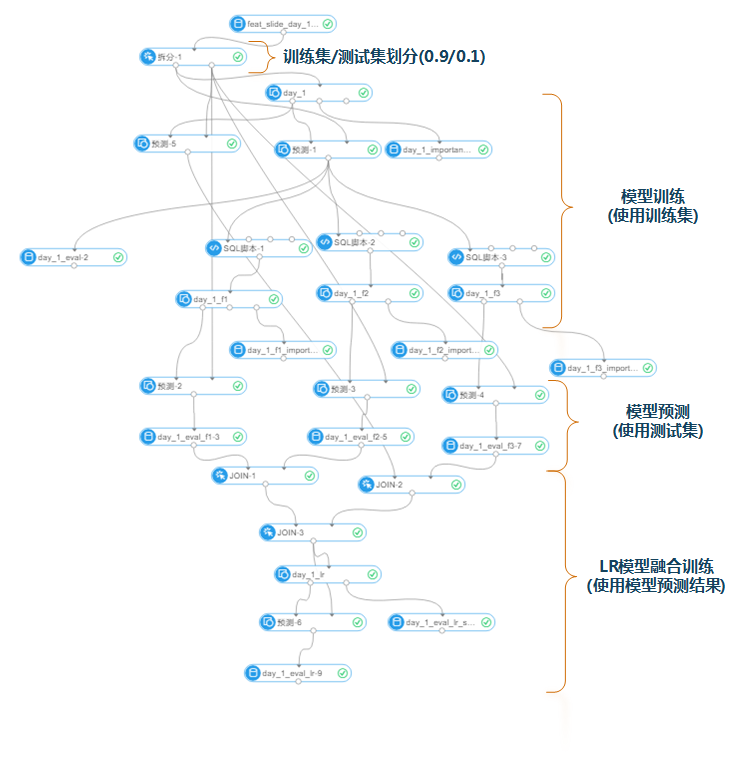 feat_slide_day_1...
拆分-1
训练集/测试集划分(0.9/0.1)
day_1
预测-5
预测-1
day_1_importan...
模型训练
(使用训练集)
day_1_eval-2
SQL脚本-1
SQL脚本-2
SQL脚本-3
day_1_f1
day_1_f2
day_1_f3
day_1_f1_import...
day_1_f2_import...
day_1_f3_import...
预测-2
预测-3
预测-4
模型预测
(使用测试集)
day_1_eval_f1-3
day_1_eval_f2-5
day_1_eval_f3-7
JOIN-1
JOIN-2
JOIN-3
LR模型融合训练
(使用模型预测结果)
day_1_lr
预测-6
day_1_eval_lr_s...
day_1_eval_lr-9